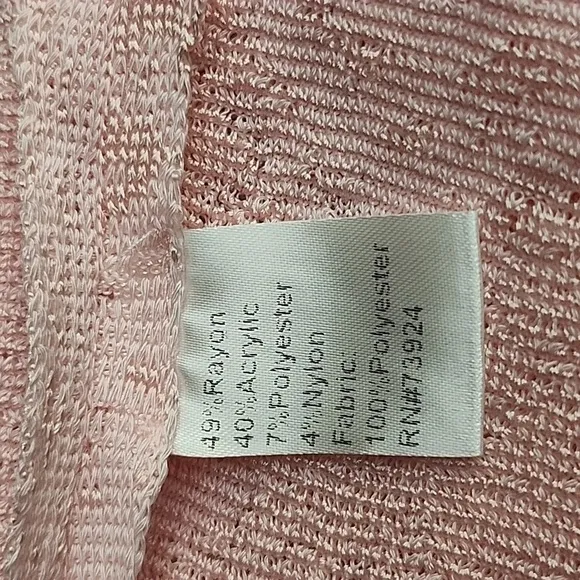 49%Rayon
40%Acrylic
7%Polyester
4%Nylon
Fabric:
100%Polyester
RN#73924